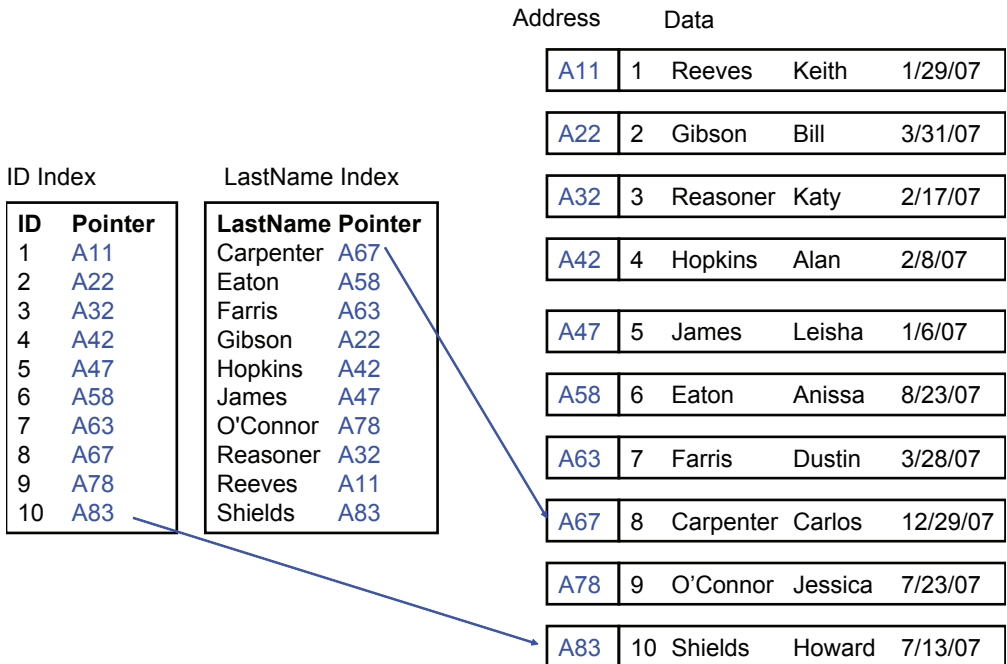 Address Data
A11 1 Reeves Keith 1/29/07
A22 2 Gibson Bill 3/31/07
A32 3 Reasoner Katy 2/17/07
A42 4 Hopkins Alan 2/8/07
A47 5 James Leisha 1/6/07
A58 6 Eaton Anissa 8/23/07
A63 7 Farris Dustin 3/28/07
A67 8 Carpenter Carlos 12/29/07
A78 9 O’Connor Jessica 7/23/07
A83 10 Shields Howard 7/13/07
ID Index
ID Pointer
1 A11
2 A22
3 A32
4 A42
5 A47
6 A58
7 A63
8 A67
9 A78
10 A83
LastName Index
LastName Pointer
Carpenter A67
Eaton A58
Farris A63
Gibson A22
Hopkins A42
James A47
O'Connor A78
Reasoner A32
Reeves A11
Shields A83